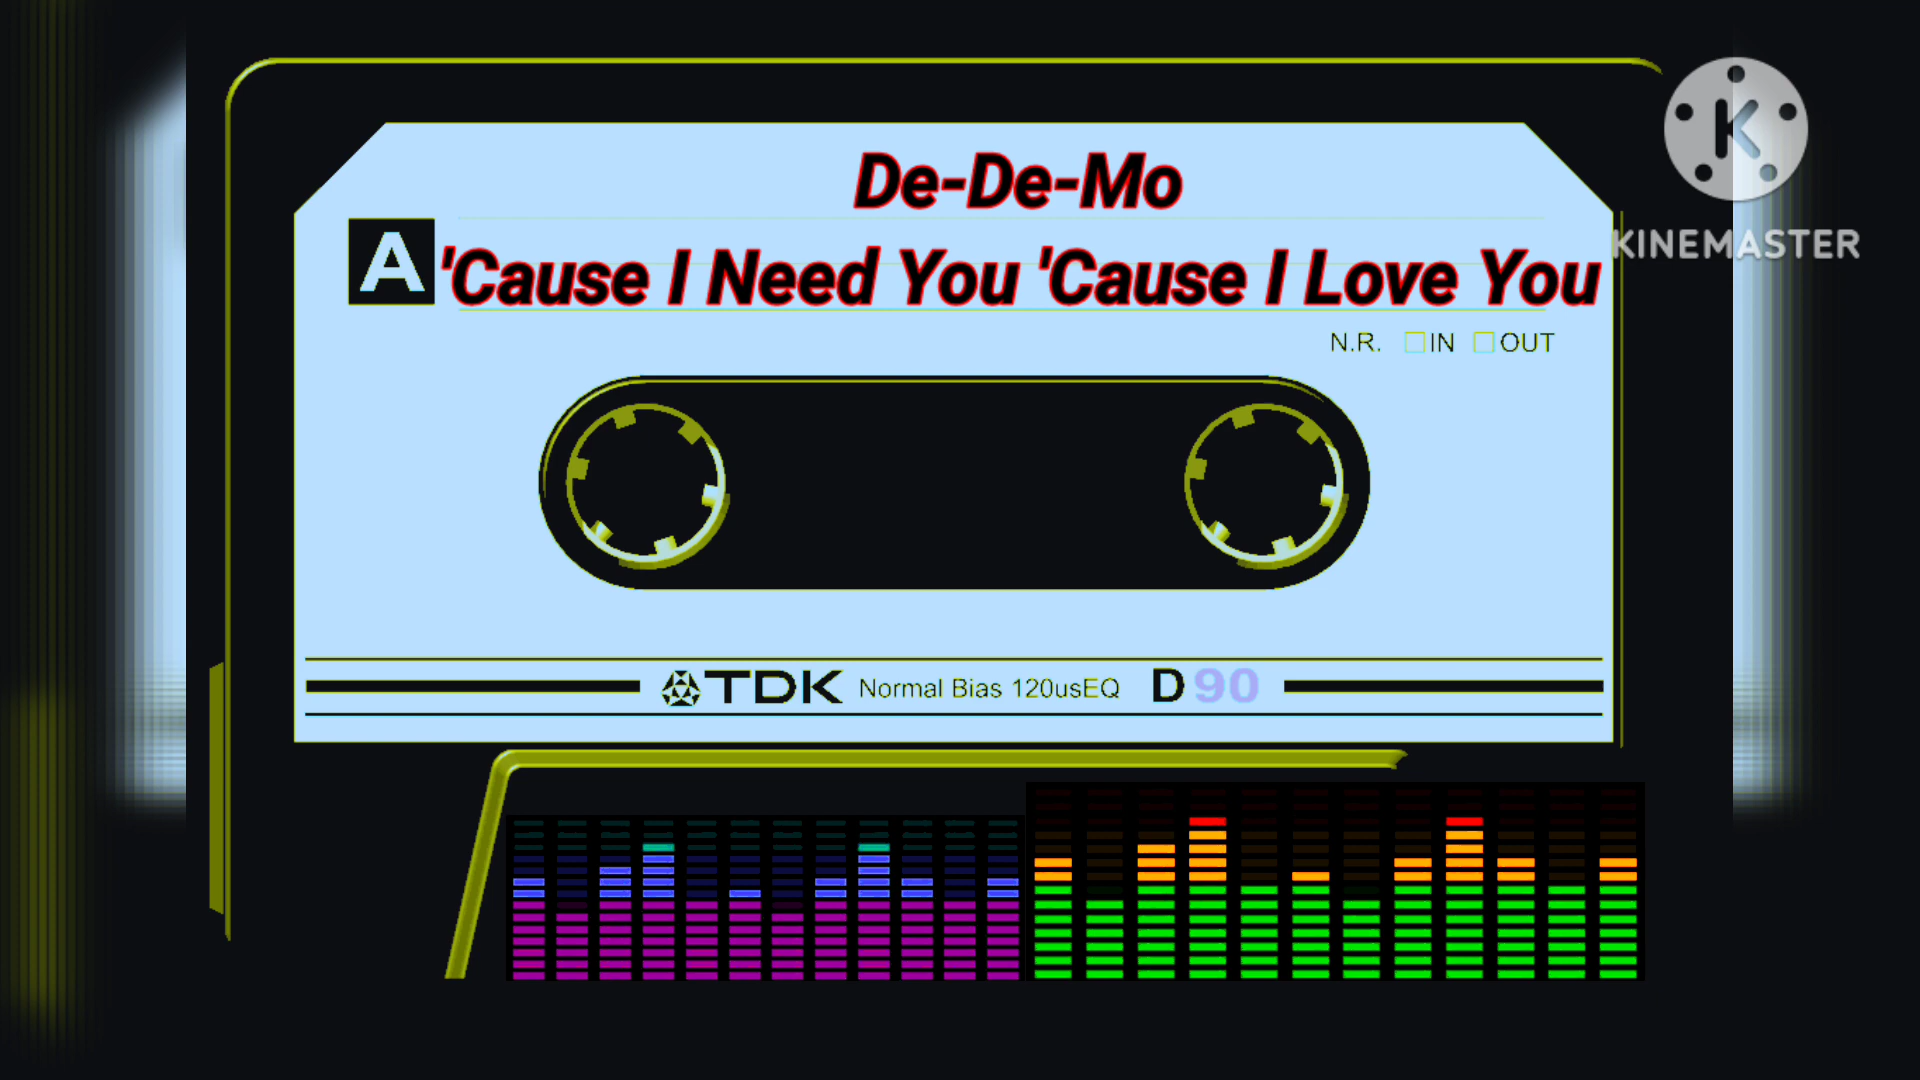 De-De-Mo
K
A 'Cause I Need You 'Cause I Love You
KINEMASTER
N.R. IN OUT
TDK Normal Bias 120usEQ D90